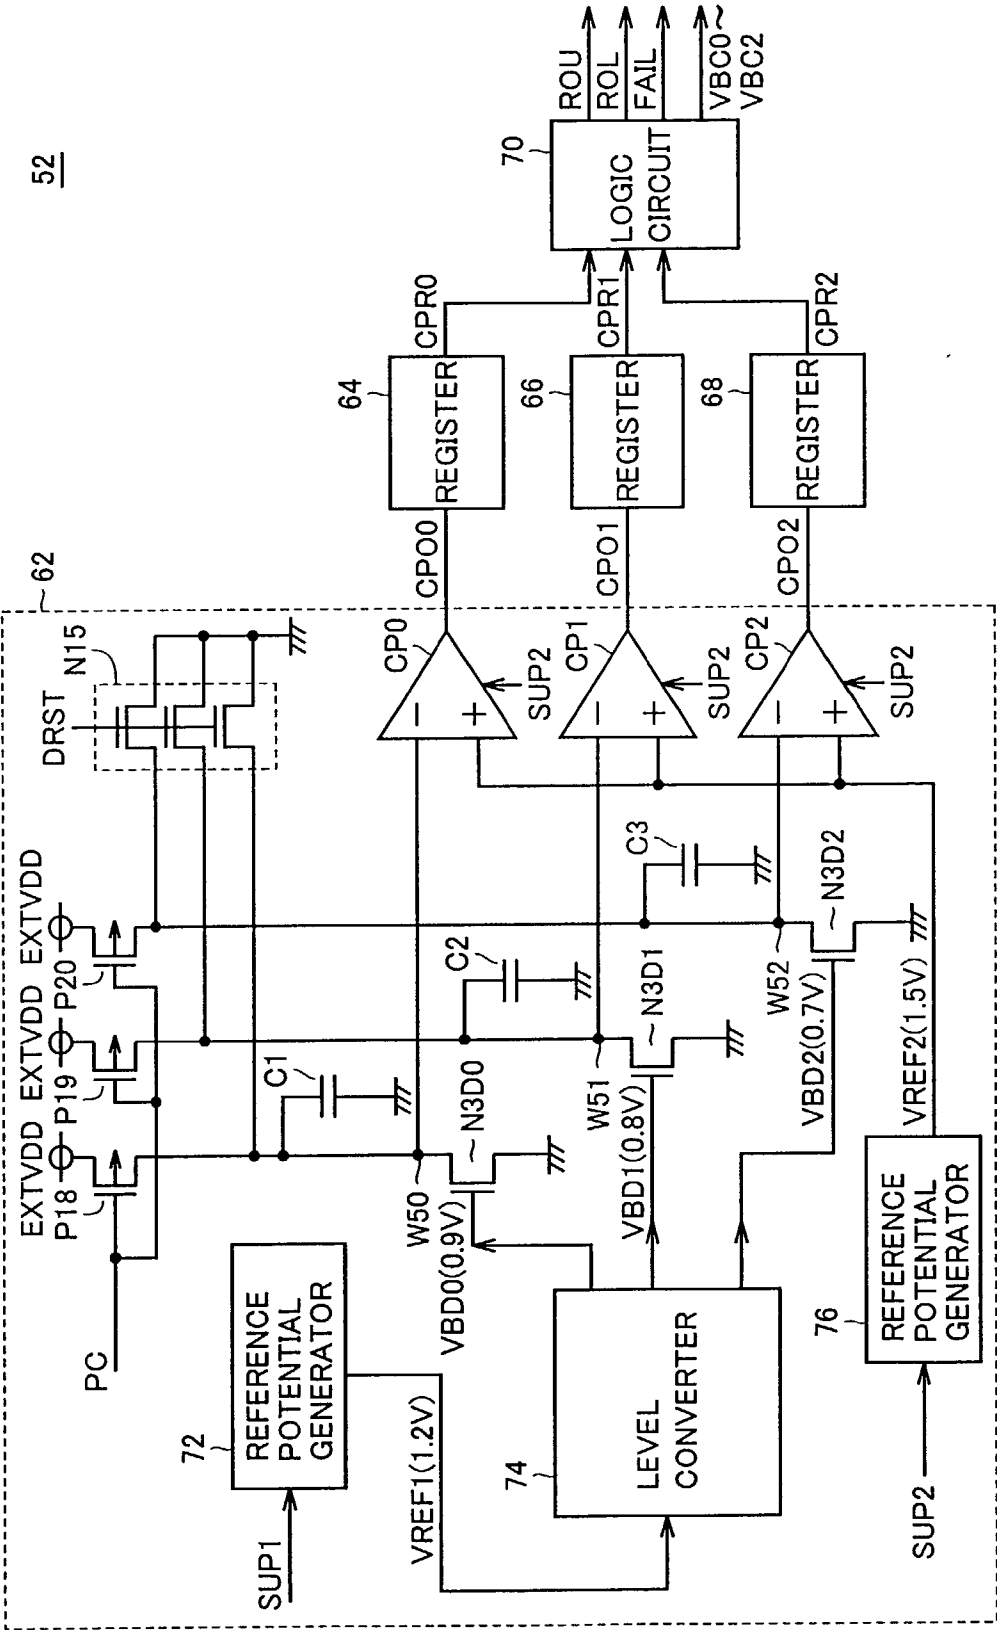 52
62
EXTVDD
EXTVDD
EXTVDD
P18
P19
P20
PC
DRST
N15
C1
C2
C3
72
REFERENCE
POTENTIAL
GENERATOR
SUP1
VREF1(1.2V)
74
LEVEL
CONVERTER
VBD0(0.9V)
VBD1(0.8V)
VBD2(0.7V)
W50
W51
W52
N3D0
N3D1
N3D2
76
REFERENCE
POTENTIAL
GENERATOR
SUP2
VREF2(1.5V)
CP0
−
+
SUP2
CP1
−
+
SUP2
CP2
−
+
SUP2
CPO0
CPO1
CPO2
64
REGISTER
66
REGISTER
68
REGISTER
CPR0
CPR1
CPR2
70
LOGIC
CIRCUIT
ROU
ROL
FAIL
VBC0~
VBC2